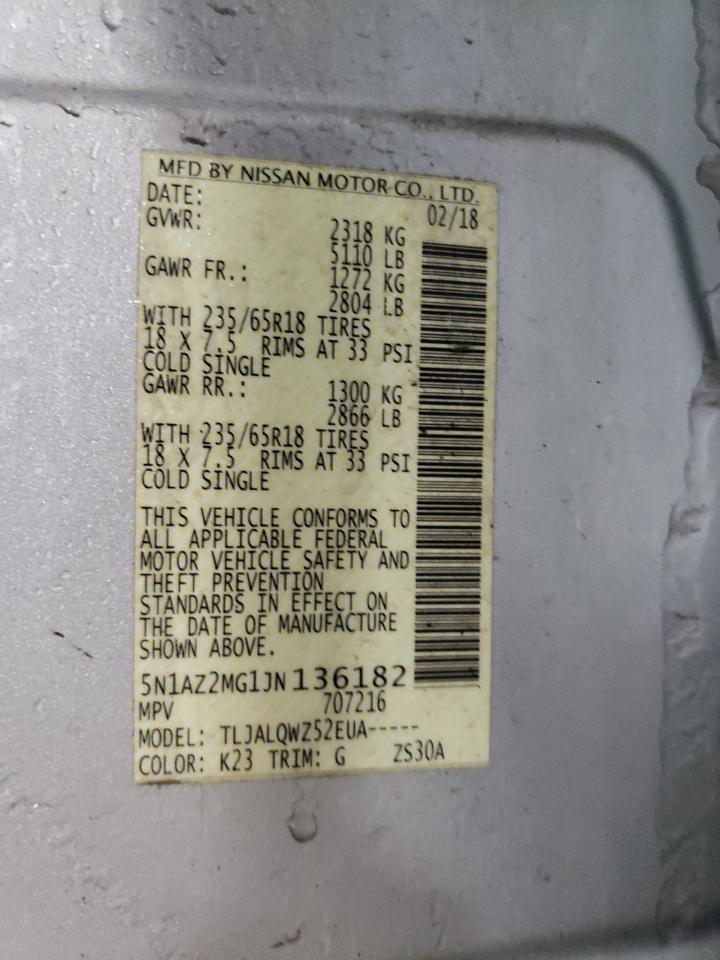 MFD BY NISSAN MOTOR CO., LTD.
DATE: 02/18
GVWR: 2318 KG
5110 LB
GAWR FR.: 1272 KG
2804 LB
WITH 235/65R18 TIRES
18 X 7.5 RIMS AT 33 PSI
COLD SINGLE
GAWR RR.: 1300 KG
2866 LB
WITH 235/65R18 TIRES
18 X 7.5 RIMS AT 33 PSI
COLD SINGLE
THIS VEHICLE CONFORMS TO
ALL APPLICABLE FEDERAL
MOTOR VEHICLE SAFETY AND
THEFT PREVENTION
STANDARDS IN EFFECT ON
THE DATE OF MANUFACTURE
SHOWN ABOVE.
5N1AZ2MG1JN136182
MPV 707216
MODEL: TLJALQWZ52EUA-----
COLOR: K23 TRIM: G ZS30A